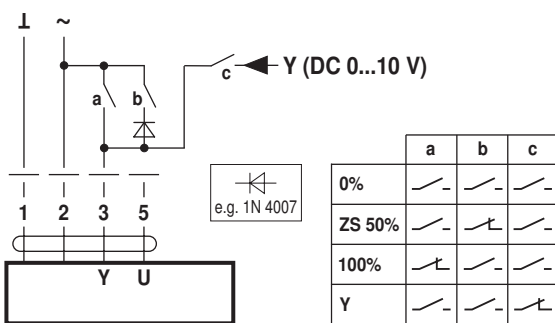 ⊥ ~
a b c Y (DC 0...10 V)
1 2 3 5
Y U
e.g. 1N 4007
a b c
0%
ZS 50%
100%
Y